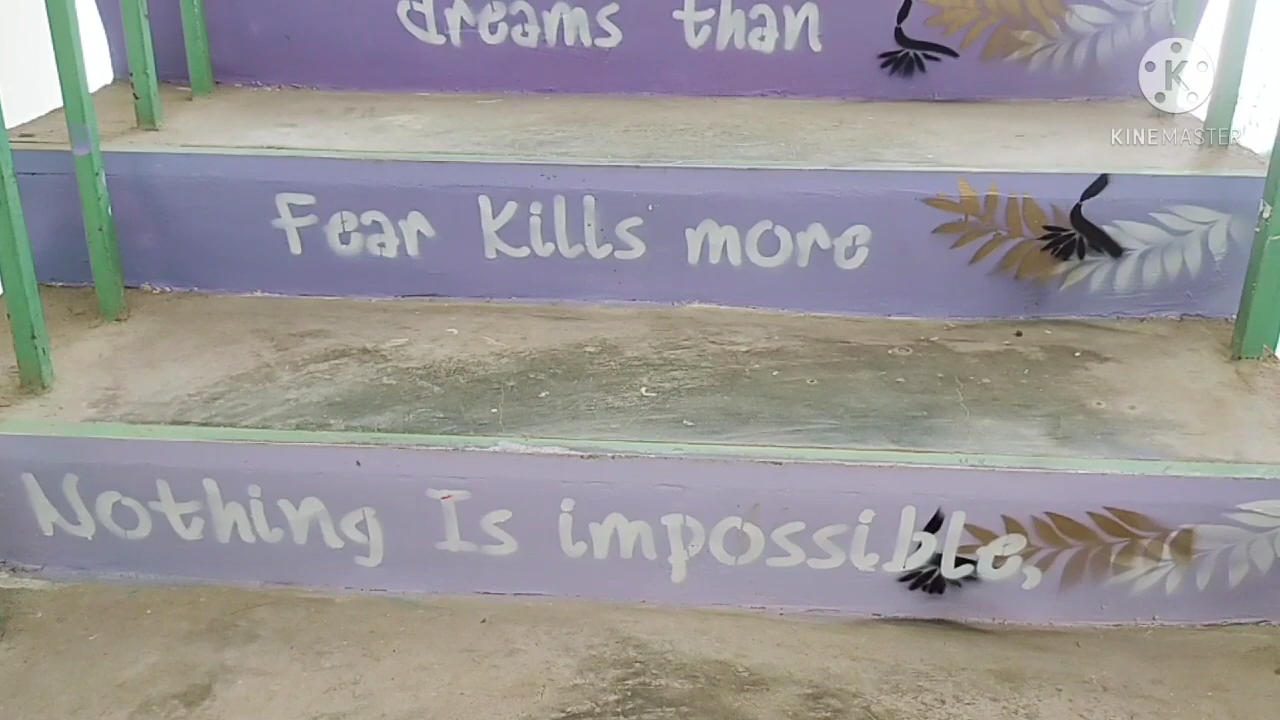 dreams than
K
KINEMASTER
Fear Kills more
Nothing Is impossible,